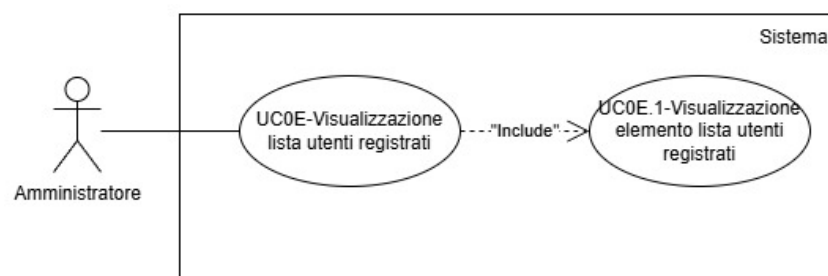 Sistema
UC0E-Visualizzazione
lista utenti registrati
"Include"
UC0E.1-Visualizzazione
elemento lista utenti
registrati
Amministratore